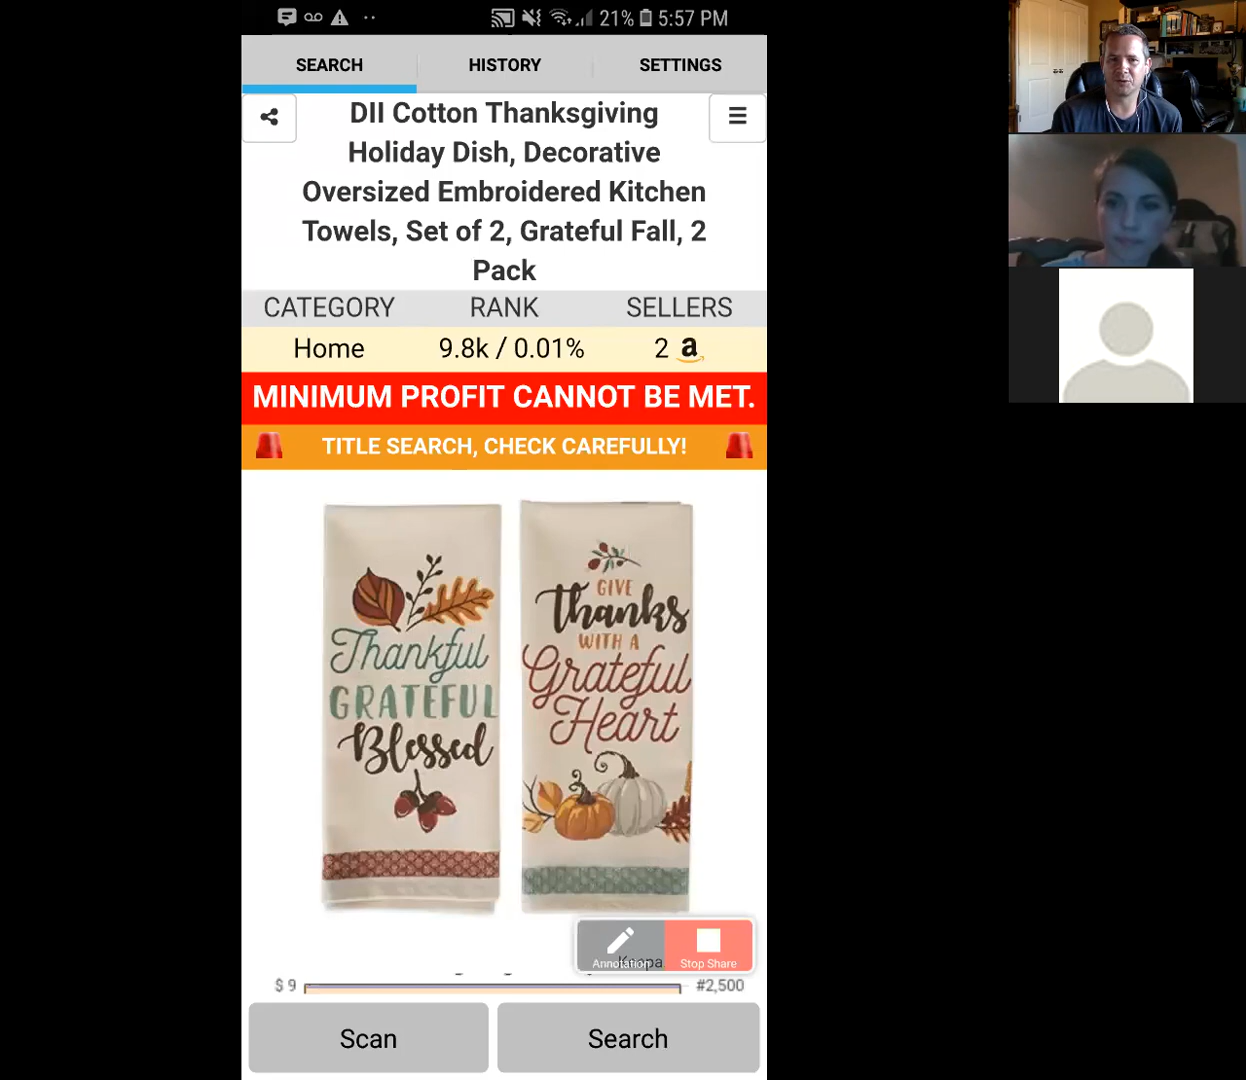 21% 5:57 PM
SEARCH HISTORY SETTINGS
DII Cotton Thanksgiving
Holiday Dish, Decorative
Oversized Embroidered Kitchen
Towels, Set of 2, Grateful Fall, 2
Pack
CATEGORY RANK SELLERS
Home 9.8k / 0.01% 2 a
MINIMUM PROFIT CANNOT BE MET.
TITLE SEARCH, CHECK CAREFULLY!
Thankful
GRATEFUL
Blessed
GIVE
Thanks
WITH A
Grateful
Heart
Annotation Stop Share
$ 9 #2,500
Scan Search